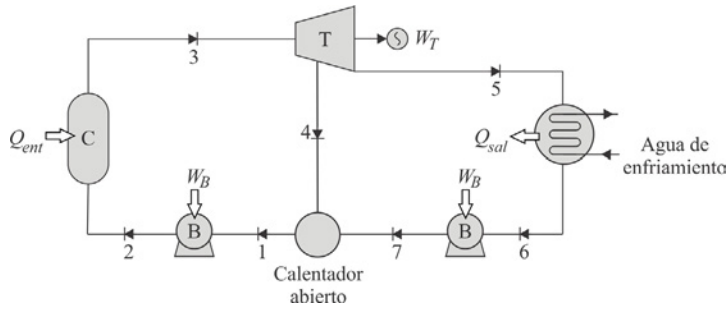 3
T
W_T
5
Q_ent
C
4
Q_sal
Agua de
enfriamiento
W_B
W_B
B
B
2
1
7
6
Calentador
abierto